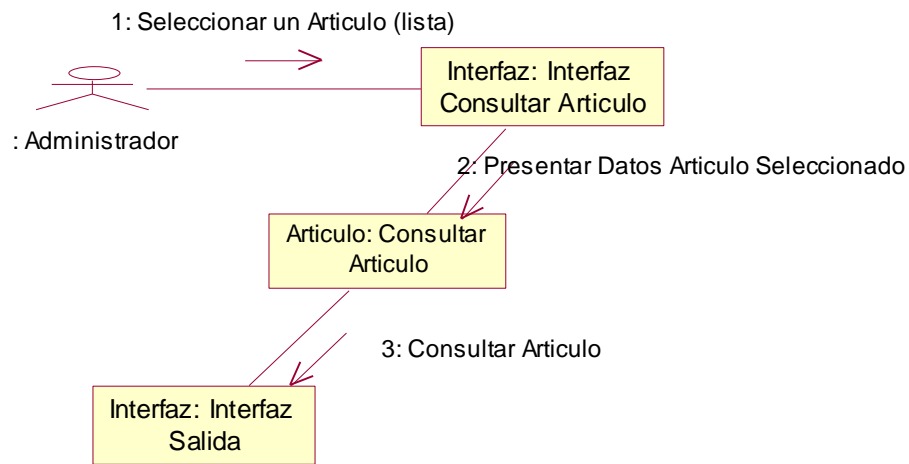 1: Seleccionar un Articulo (lista)
Interfaz: Interfaz
Consultar Articulo
: Administrador
2: Presentar Datos Articulo Seleccionado
Articulo: Consultar
Articulo
3: Consultar Articulo
Interfaz: Interfaz
Salida